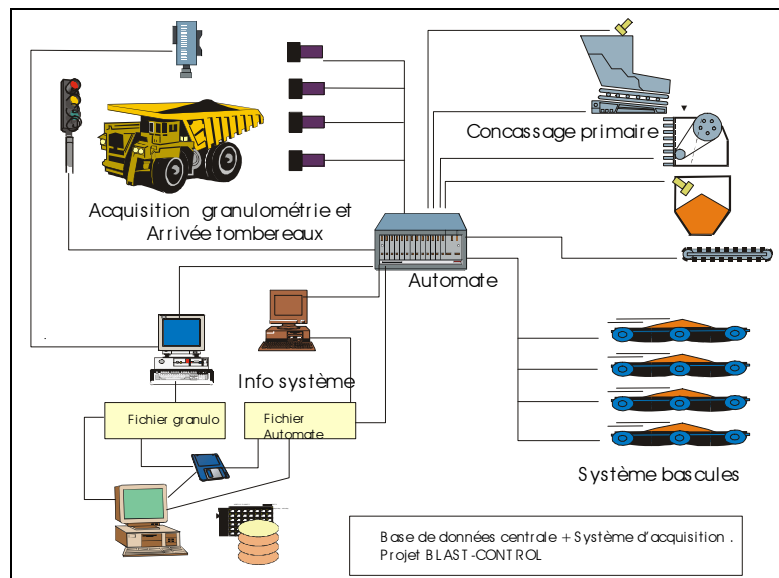 Concassage primaire
Acquisition granulométrie et
Arrivée tombereaux
Automate
Info système
Fichier granulo
Fichier
Automate
Système bascules
Base de données centrale + Système d'acquisition .
Projet BLAST-CONTROL